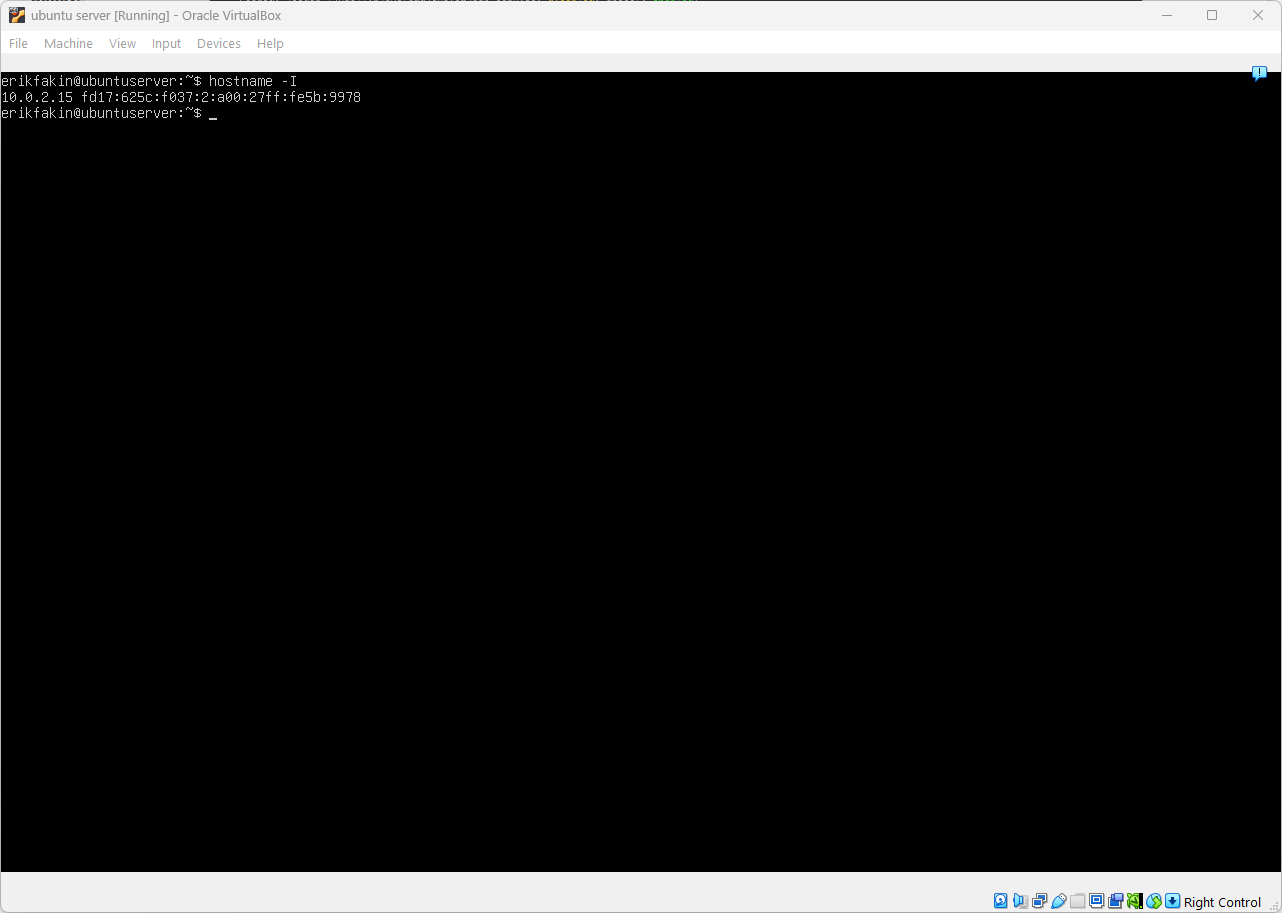 ubuntu server [Running] - Oracle VirtualBox
File Machine View Input Devices Help
erikfakin@ubuntuserver:~$ hostname -I
10.0.2.15 fd17:625c:f037:2:a00:27ff:fe5b:9978
erikfakin@ubuntuserver:~$ _
Right Control